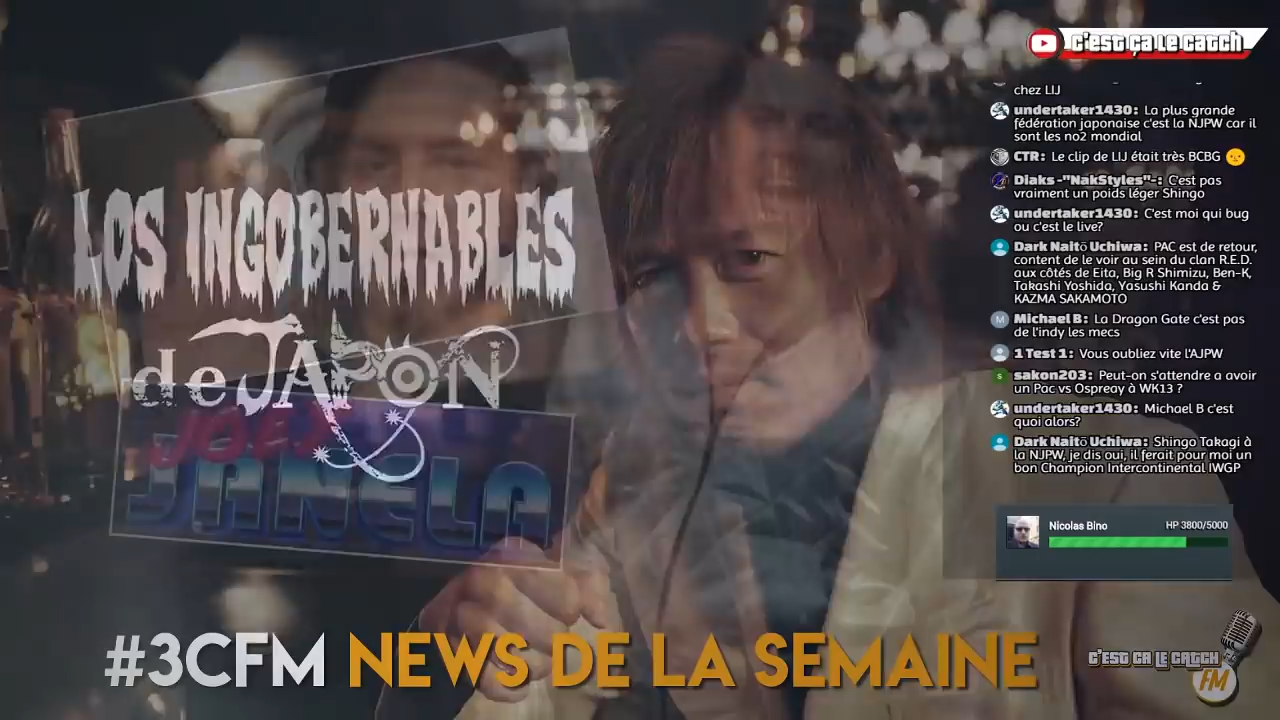 C'EST ÇA LE CATCH
chez LIJ
undertaker1430: La plus grande
fédération japonaise c'est la NJPW car il
sont les no2 mondial
CTR: Le clip de LIJ était très BCBG
Diaks -"NakStyles"-: C'est pas
vraiment un poids léger Shingo
undertaker1430: C'est moi qui bug
ou c'est le live?
Dark Naitō Uchiwa: PAC est de retour,
content de le voir au sein du clan R.E.D.
aux côtés de Eita, Big R Shimizu, Ben-K,
Takashi Yoshida, Yasushi Kanda &
KAZMA SAKAMOTO
Michael B: La Dragon Gate c'est pas
de l'indy les mecs
1 Test 1: Vous oubliez vite l'AJPW
sakon203: Peut-on s'attendre a avoir
un Pac vs Ospreay à WK13 ?
undertaker1430: Michael B c'est
quoi alors?
Dark Naitō Uchiwa: Shingo Takagi à
la NJPW, je dis oui, il ferait pour moi un
bon Champion Intercontinental IWGP
LOS INGOBERNABLES
de JAPON
JOEY
JANELA
Nicolas Bino HP 3800/5000
#3CFM NEWS DE LA SEMAINE
C'EST ÇA LE CATCH
FM